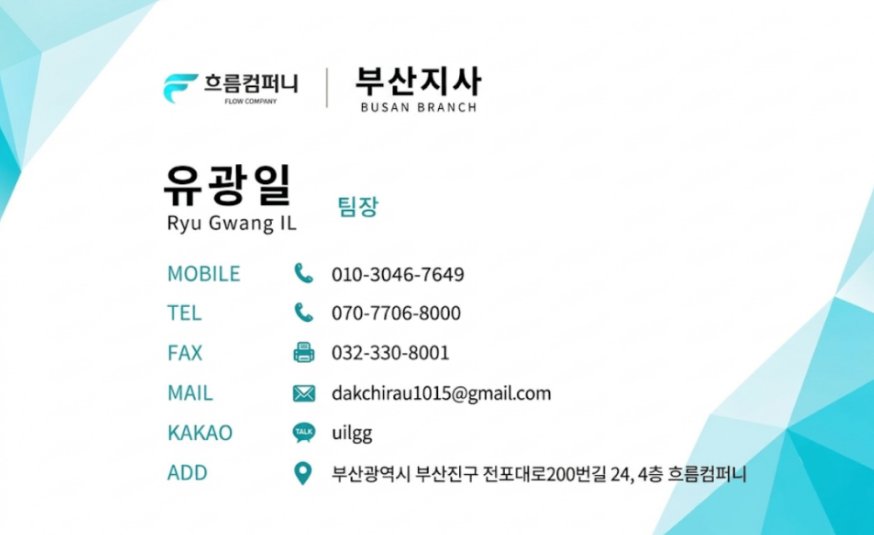 흐름컴퍼니
FLOW COMPANY
부산지사
BUSAN BRANCH
유광일
Ryu Gwang IL
팀장
MOBILE 010-3046-7649
TEL 070-7706-8000
FAX 032-330-8001
MAIL dakchirau1015@gmail.com
KAKAO TALK uilgg
ADD 부산광역시 부산진구 전포대로200번길 24, 4층 흐름컴퍼니